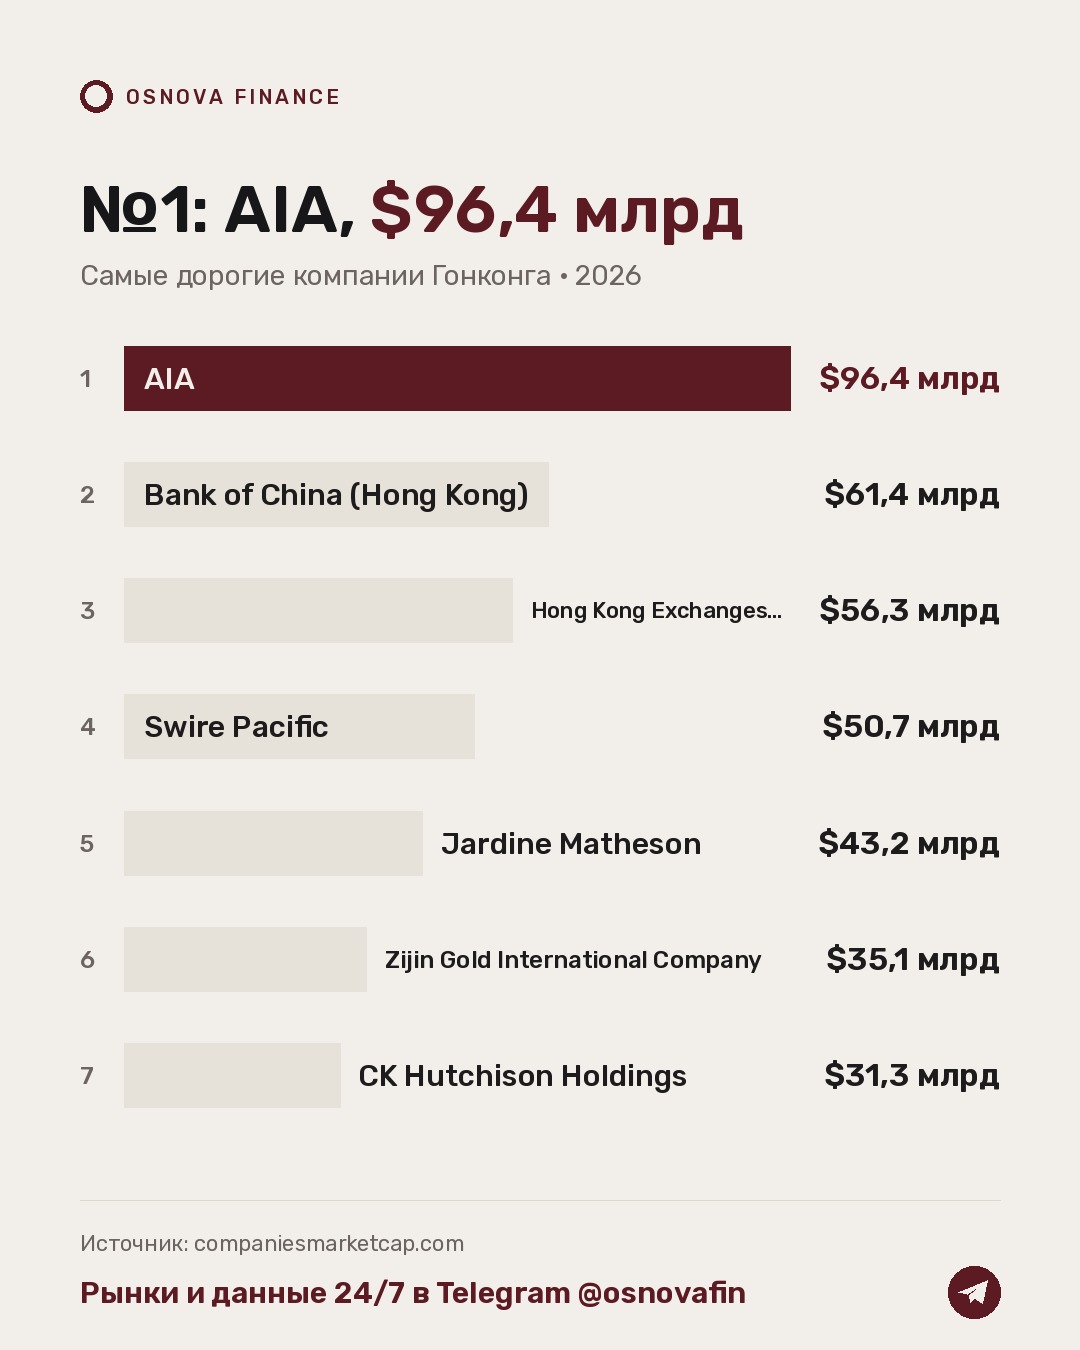 OSNOVA FINANCE
№1: AIA, $96,4 млрд
Самые дорогие компании Гонконга • 2026
1 AIA $96,4 млрд
2 Bank of China (Hong Kong) $61,4 млрд
3 Hong Kong Exchanges... $56,3 млрд
4 Swire Pacific $50,7 млрд
5 Jardine Matheson $43,2 млрд
6 Zijin Gold International Company $35,1 млрд
7 CK Hutchison Holdings $31,3 млрд
Источник: companiesmarketcap.com
Рынки и данные 24/7 в Telegram @osnovafin